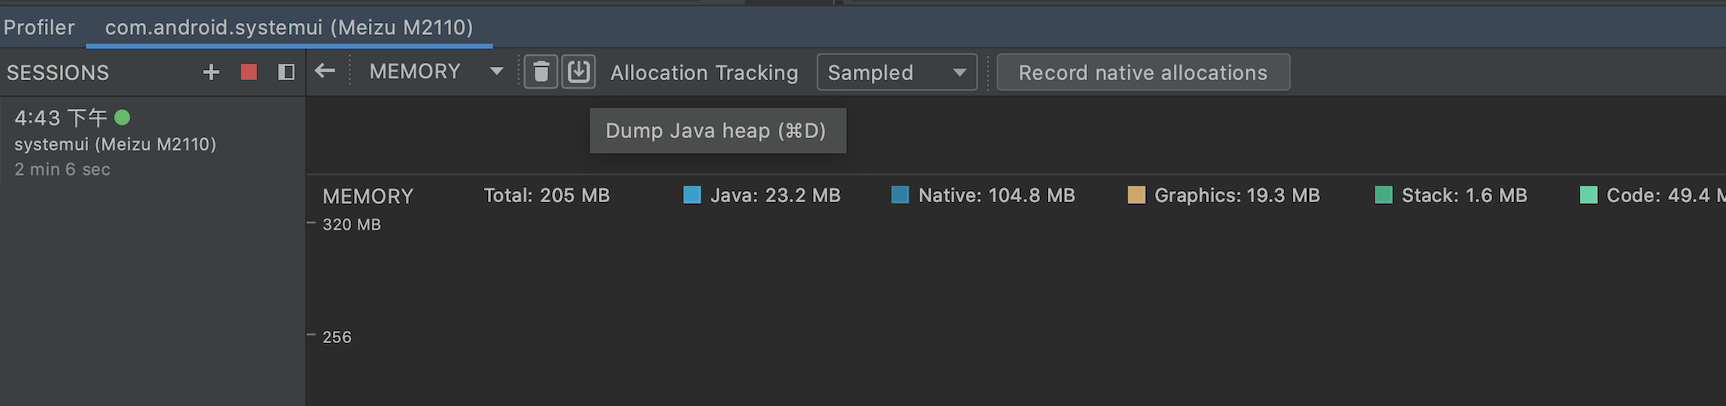 Profiler com.android.systemui (Meizu M2110)
SESSIONS MEMORY Allocation Tracking Sampled Record native allocations
4:43 下午
systemui (Meizu M2110)
2 min 6 sec
Dump Java heap (⌘D)
MEMORY Total: 205 MB Java: 23.2 MB Native: 104.8 MB Graphics: 19.3 MB Stack: 1.6 MB Code: 49.4
320 MB
256